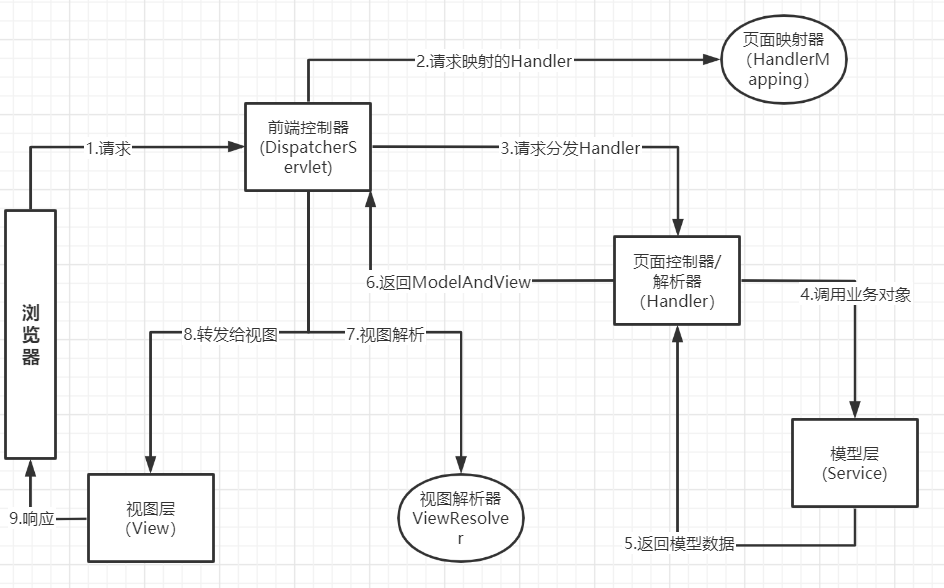 页面映射器
（HandlerM
apping）
2.请求映射的Handler
前端控制器
(DispatcherS
ervlet)
1.请求
3.请求分发Handler
浏
览
器
页面控制器/
解析器
（Handler）
6.返回ModelAndView
4.调用业务对象
8.转发给视图
7.视图解析
模型层
(Service)
视图层
（View）
视图解析器
ViewResolve
r
9.响应
5.返回模型数据